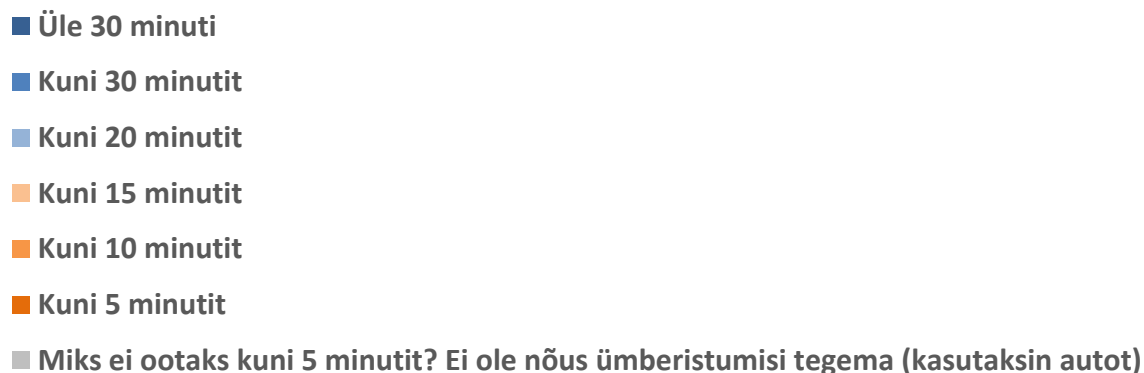 Üle 30 minuti
Kuni 30 minutit
Kuni 20 minutit
Kuni 15 minutit
Kuni 10 minutit
Kuni 5 minutit
Miks ei ootaks kuni 5 minutit? Ei ole nõus ümberistumisi tegema (kasutaksin autot)